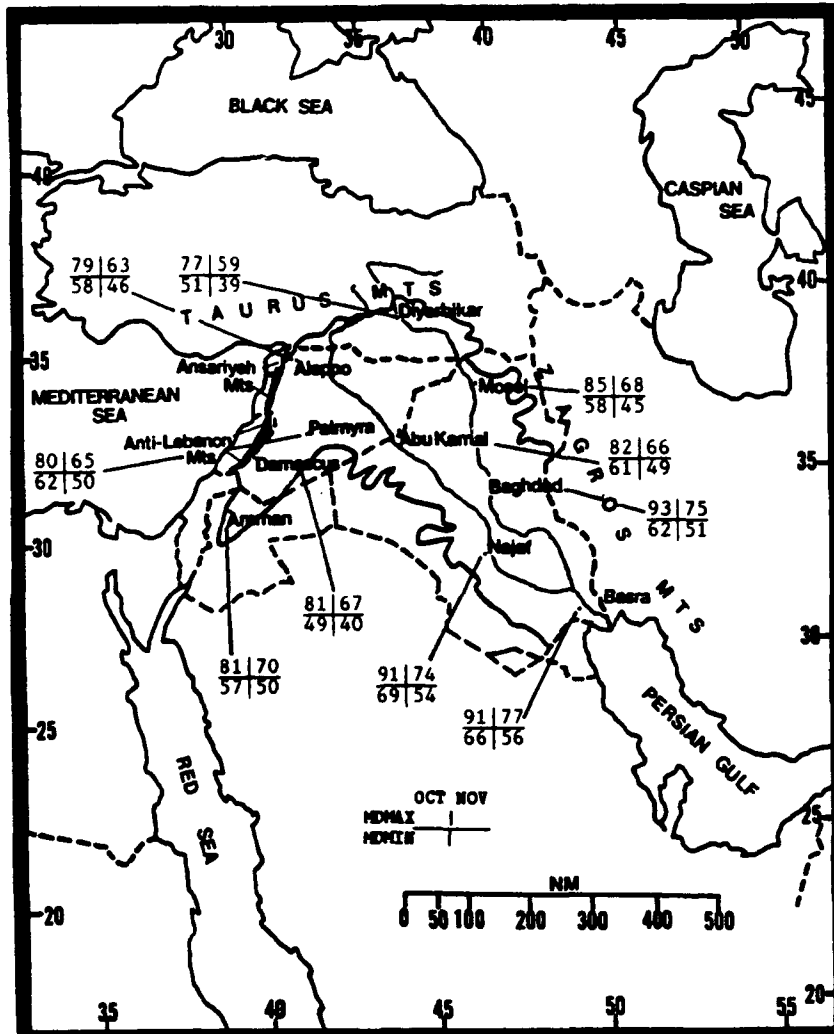 30 35 40 45 50
BLACK SEA
45
40
CASPIAN
SEA
79|63
58|46
77|59
51|39
40
TAURUS MTS
Diyarbikar
35
Ansariyah
Mts.
Aleppo
Mosul
85|68
58|45
MEDITERRANEAN
SEA
Palmyra
Abu Kamal
82|66
61|49
35
Anti-Lebanon
Mts.
80|65
62|50
Damascus
Baghdad
93|75
62|51
ZAGROS MTS
Amman
30
Najaf
Basra
30
81|67
49|40
81|70
57|50
91|74
69|54
91|77
66|56
25
PERSIAN GULF
RED SEA
OCT NOV
MDMAX
MDMIN
25
NM
0 50 100 200 300 400 500
20
20
35 40 45 50 55